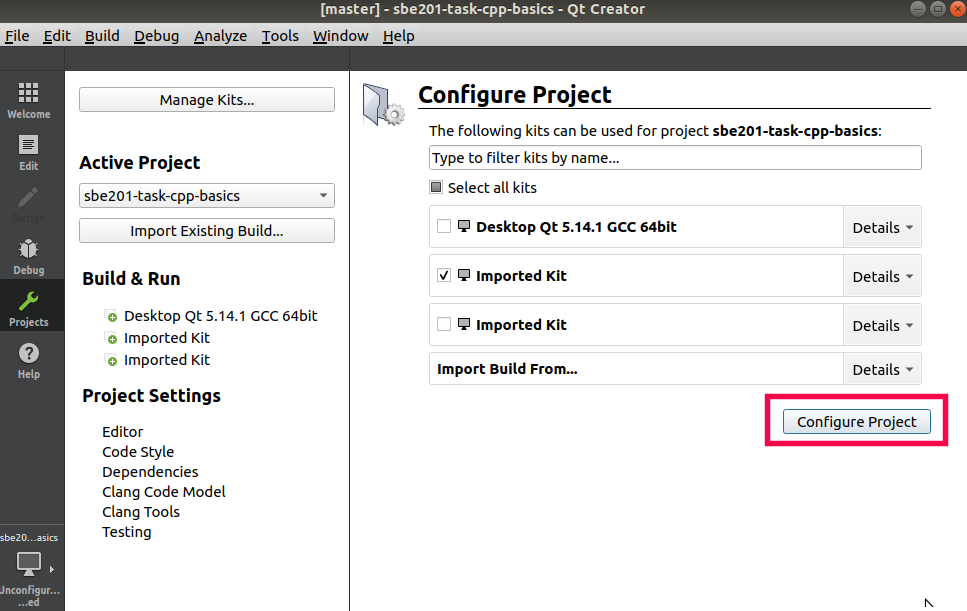 [master] - sbe201-task-cpp-basics - Qt Creator
File Edit Build Debug Analyze Tools Window Help
Welcome
Edit
Design
Debug
Projects
Help
sbe20...asics
Unconfigur...
...ed
Manage Kits...
Active Project
sbe201-task-cpp-basics
Import Existing Build...
Build & Run
Desktop Qt 5.14.1 GCC 64bit
Imported Kit
Imported Kit
Project Settings
Editor
Code Style
Dependencies
Clang Code Model
Clang Tools
Testing
Configure Project
The following kits can be used for project sbe201-task-cpp-basics:
Type to filter kits by name...
Select all kits
Desktop Qt 5.14.1 GCC 64bit Details
Imported Kit Details
Imported Kit Details
Import Build From... Details
Configure Project